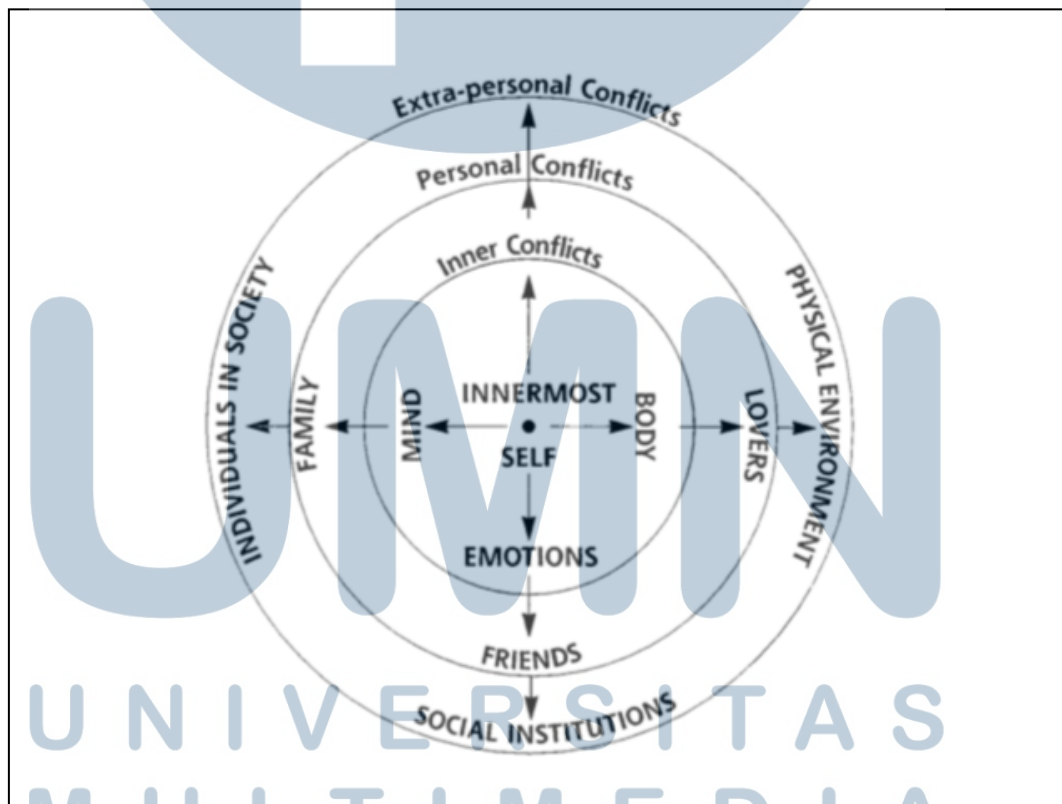 Extra-personal Conflicts
Personal Conflicts
Inner Conflicts
INDIVIDUALS IN SOCIETY
FAMILY
MIND
INNERMOST
SELF
BODY
LOVERS
PHYSICAL ENVIRONMENT
EMOTIONS
FRIENDS
SOCIAL INSTITUTIONS
UMN
UNIVERSITAS
MULTIMEDIA